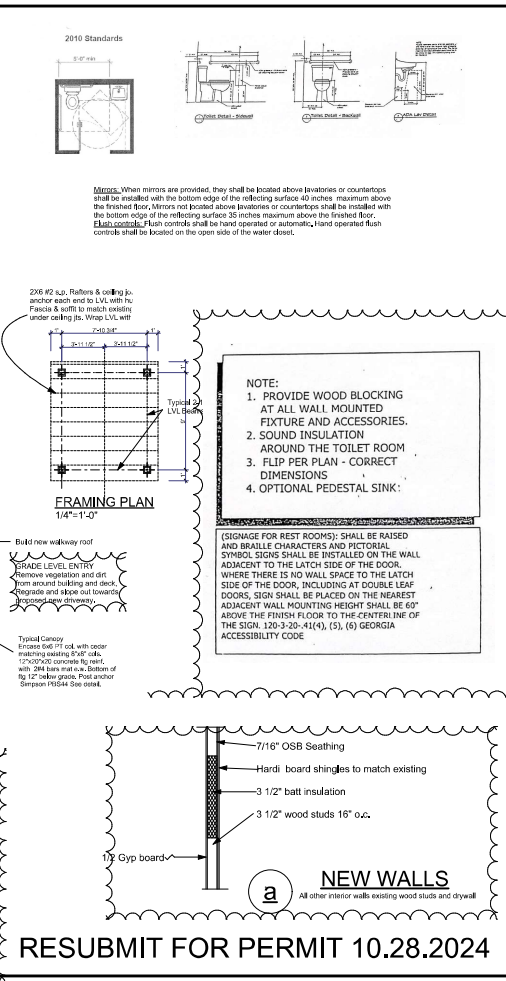 2010 Standards
5'-0" min
Toilet Detail - Sidewall
Toilet Detail - Backwall
ADA Lav Detail
Mirrors: When mirrors are provided, they shall be located above lavatories or countertops
shall be installed with the bottom edge of the reflecting surface 40 inches maximum above
the finished floor. Mirrors not located above lavatories or countertops shall be installed with
the bottom edge of the reflecting surface 35 inches maximum above the finished floor.
Flush controls: Flush controls shall be hand operated or automatic. Hand operated flush
controls shall be located on the open side of the water closet.
2X6 #2 s.p. Rafters & ceiling jo.
anchor each end to LVL with hu
Fascia & soffit to match existing
under ceiling jts. Wrap LVL with
1' 7'-10 3/4" 1'
3'-11 1/2" 3'-11 1/2"
1'
Typical 2-1
LVL Beams
7'
1'
FRAMING PLAN
1/4"=1'-0"
NOTE:
1. PROVIDE WOOD BLOCKING
AT ALL WALL MOUNTED
FIXTURE AND ACCESSORIES.
2. SOUND INSULATION
AROUND THE TOILET ROOM
3. FLIP PER PLAN - CORRECT
DIMENSIONS
4. OPTIONAL PEDESTAL SINK:
(SIGNAGE FOR REST ROOMS): SHALL BE RAISED
AND BRAILLE CHARACTERS AND PICTORIAL
SYMBOL SIGNS SHALL BE INSTALLED ON THE WALL
ADJACENT TO THE LATCH SIDE OF THE DOOR.
WHERE THERE IS NO WALL SPACE TO THE LATCH
SIDE OF THE DOOR, INCLUDING AT DOUBLE LEAF
DOORS, SIGN SHALL BE PLACED ON THE NEAREST
ADJACENT WALL MOUNTING HEIGHT SHALL BE 60"
ABOVE THE FINISH FLOOR TO THE CENTERLINE OF
THE SIGN. 120-3-20-.41(4), (5), (6) GEORGIA
ACCESSIBILITY CODE
Build new walkway roof
GRADE LEVEL ENTRY
Remove vegetation and dirt
from around building and deck.
Regrade and slope out towards
proposed new driveway.
Typical Canopy
Encase 6x6 PT col. with cedar
matching existing 8"x8" cols.
12"x20"x20 concrete ftg reinf.
with 2#4 bars mat e.w. Bottom of
ftg 12" below grade. Post anchor
Simpson PBS44 See detail.
7/16" OSB Seathing
Hardi board shingles to match existing
3 1/2" batt insulation
3 1/2" wood studs 16" o.c.
1/2 Gyp board
a
NEW WALLS
All other interior walls existing wood studs and drywall
RESUBMIT FOR PERMIT 10.28.2024